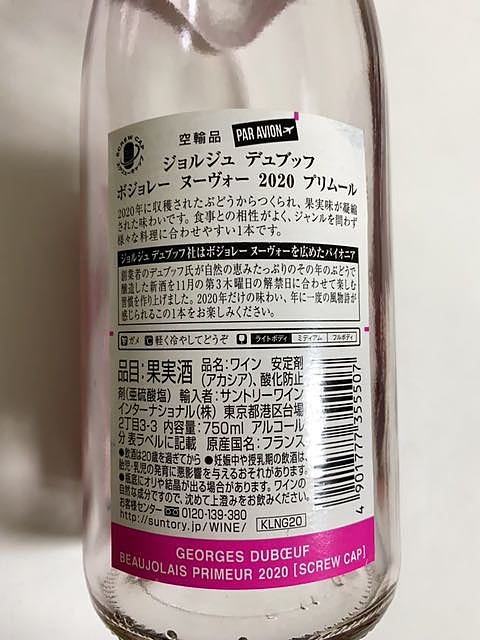 SCREW CAP
空輸品 PAR AVION
ジョルジュ デュブッフ
ボジョレー ヌーヴォー 2020 プリムール
2020年に収穫されたぶどうからつくられ、果実味が凝縮
された味わいです。食事との相性がよく、ジャンルを問わず
様々な料理に合わせやすい1本です。
ジョルジュ デュブッフ社はボジョレー ヌーヴォーを広めたパイオニア
創業者のデュブッフ氏が自然の恵みたっぷりのその年のぶどうで
醸造した新酒を11月の第3木曜日の解禁日に合わせて楽しむ
習慣を作り上げました。2020年だけの味わい、年に一度の風物詩が
感じられるこの1本をお楽しみください。
ガメ 軽く冷やしてどうぞ ライトボディ ミディアム フルボディ
品目:果実酒 品名:ワイン 安定剤
(アカシア)、酸化防止
剤(亜硫酸塩) 輸入者:サントリーワイン
インターナショナル(株) 東京都港区台場
2丁目3-3 内容量:750ml アルコール
分 表ラベルに記載 原産国名:フランス
●飲酒は20歳を過ぎてから ●妊娠中や授乳期の飲酒は、
胎児・乳児の発育に悪影響を与えるおそれがあります。
●瓶底にオリや結晶が出る場合があります。ワインの
自然な成分ですので、沈めて上澄みをお飲みください。
お客様センター 0120-139-380
http://suntory.jp/WINE/ KLNG20
4 901777 355507
GEORGES DUBŒUF
BEAUJOLAIS PRIMEUR 2020 [SCREW CAP]